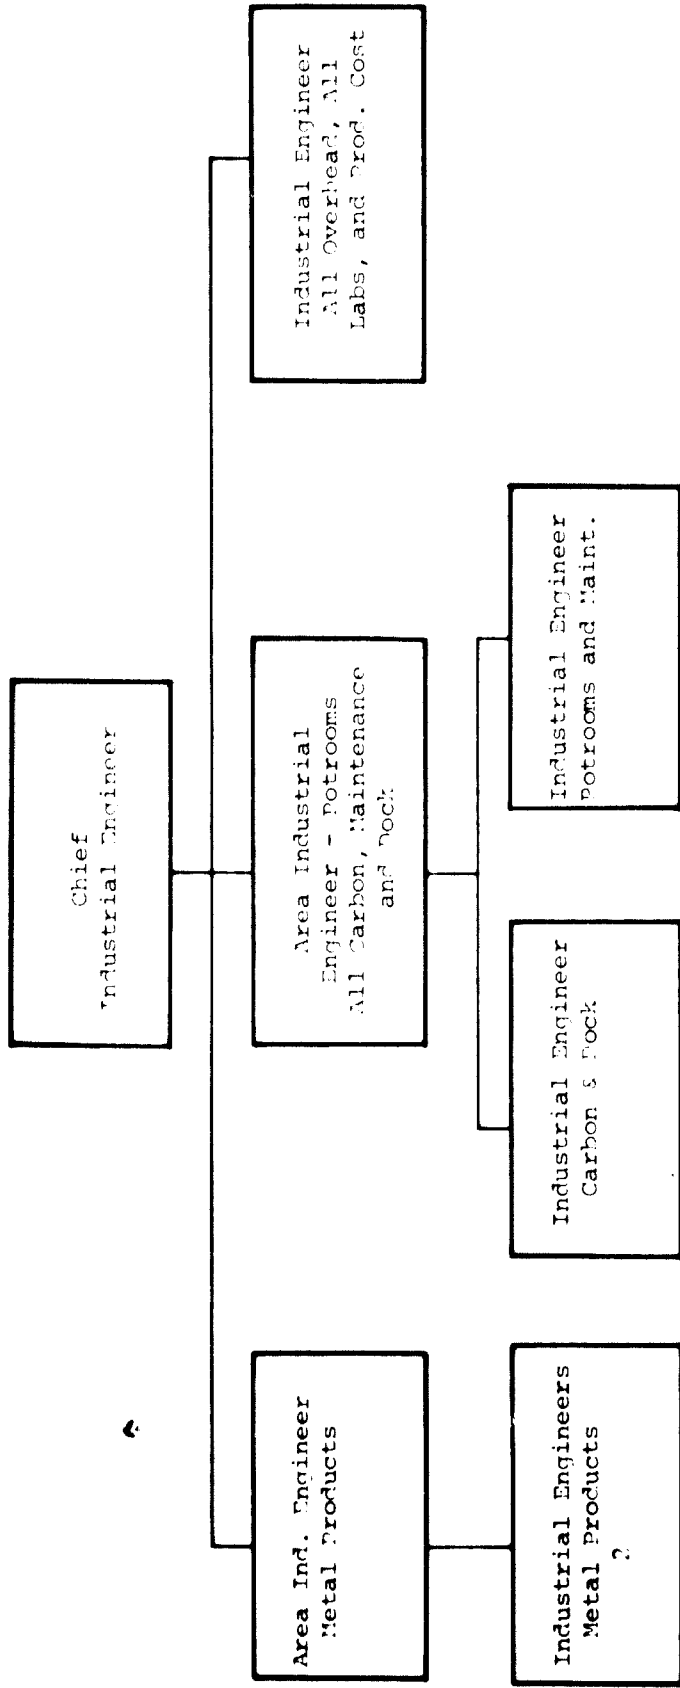 Chief
Industrial Engineer
Area Ind. Engineer
Metal Products
Area Industrial
Engineer - Potrooms
All Carbon, Maintenance
and Dock
Industrial Engineer
All Overhead, All
Labs, and Prod. Cost
Industrial Engineers
Metal Products
2
Industrial Engineer
Carbon & Dock
Industrial Engineer
Potrooms and Maint.